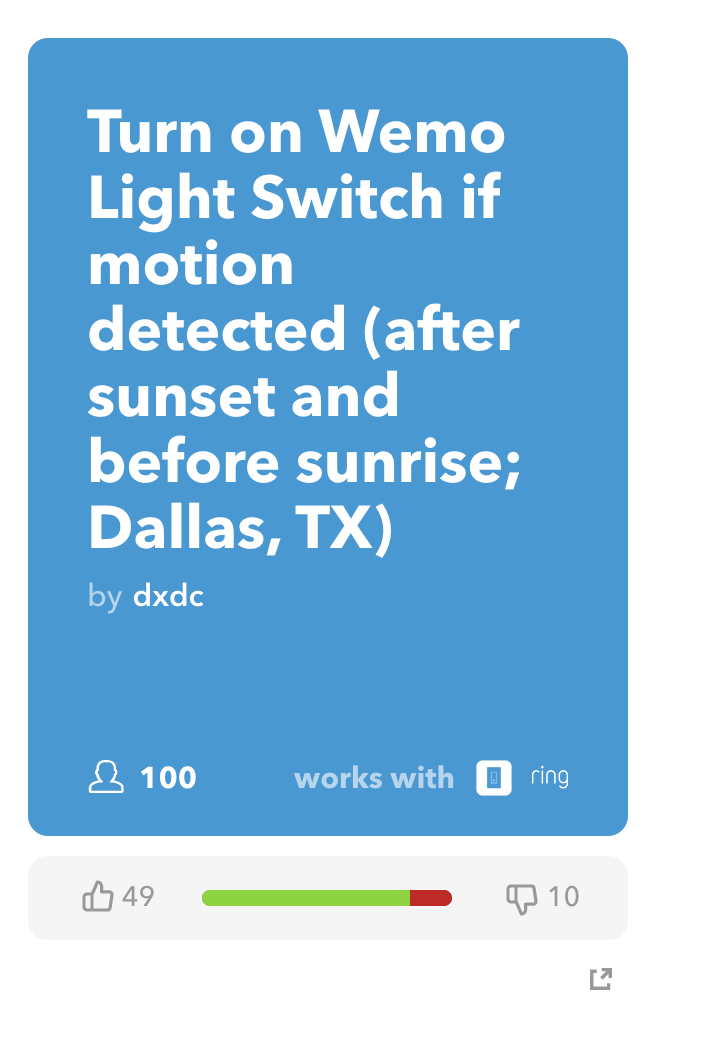 Turn on Wemo
Light Switch if
motion
detected (after
sunset and
before sunrise;
Dallas, TX)
by dxdc
100 works with ring
49 10